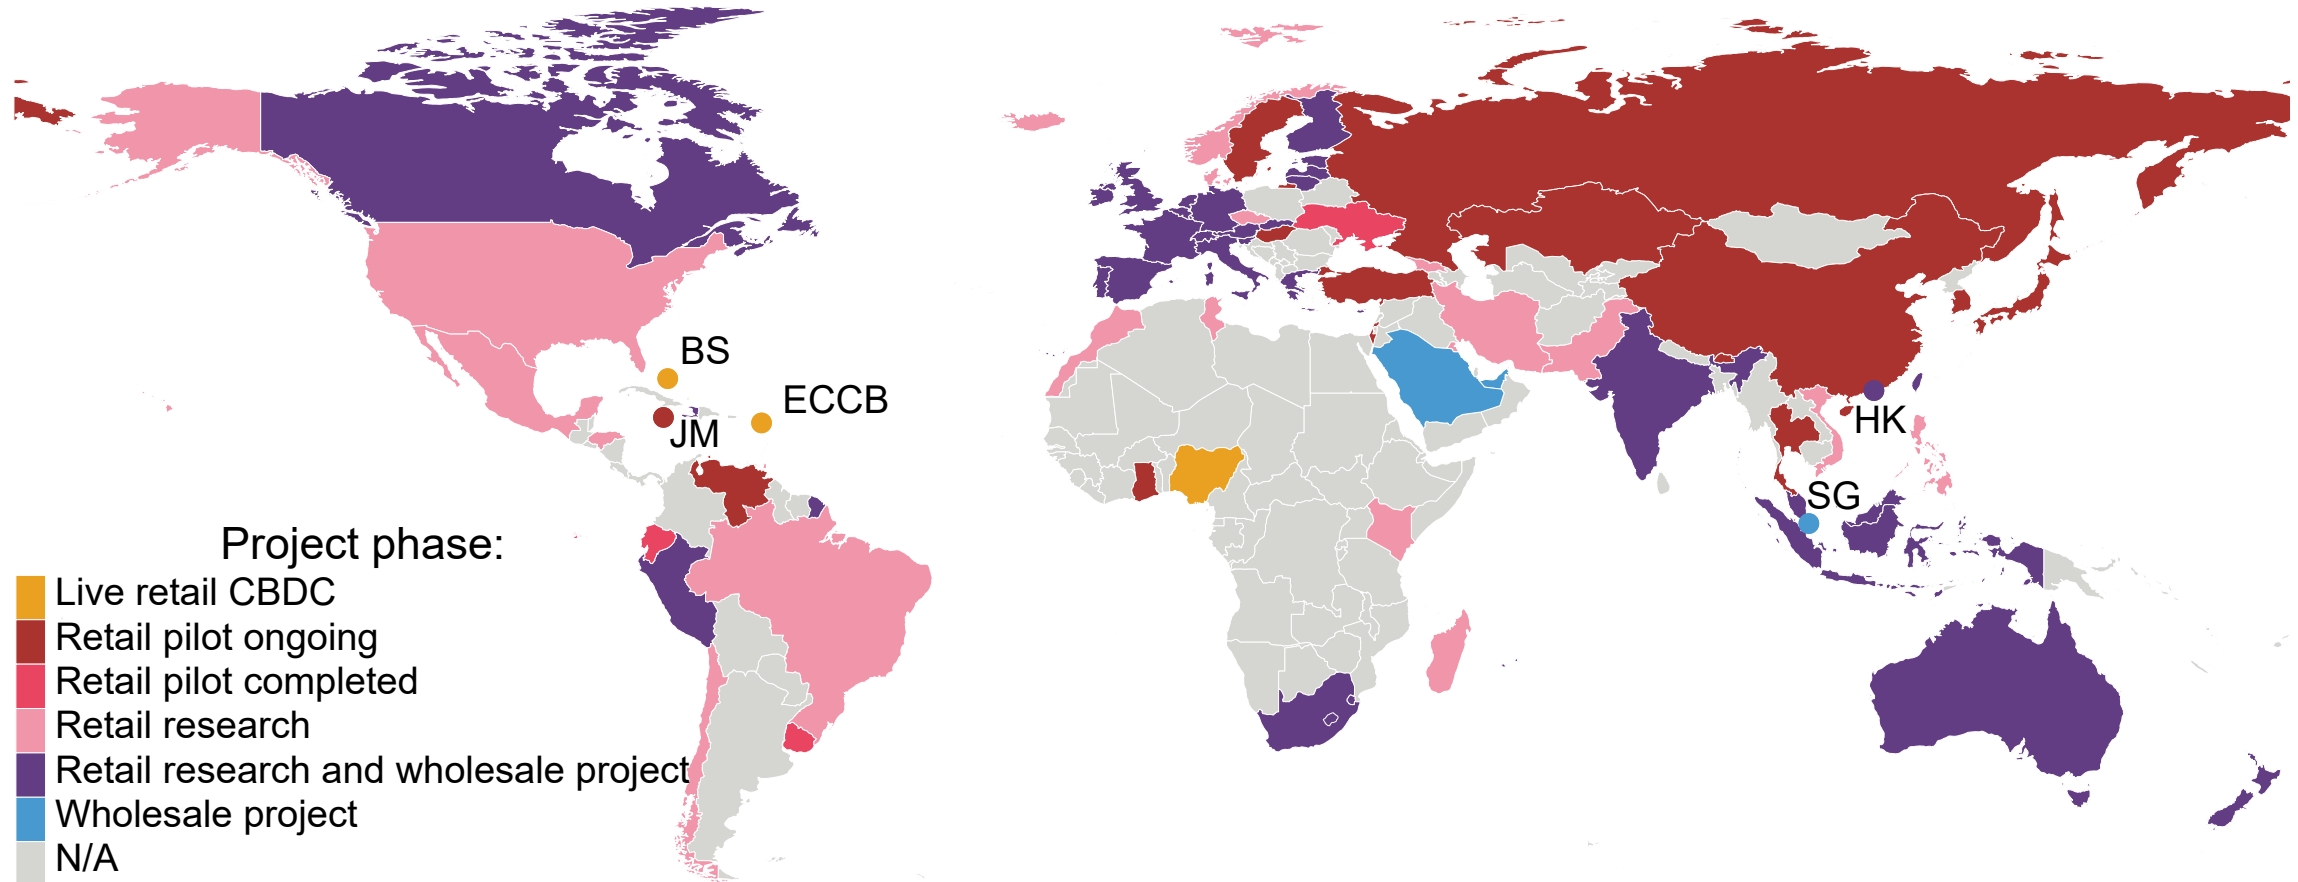 BS
ECCB
JM
HK
SG
Project phase:
Live retail CBDC
Retail pilot ongoing
Retail pilot completed
Retail research
Retail research and wholesale project
Wholesale project
N/A